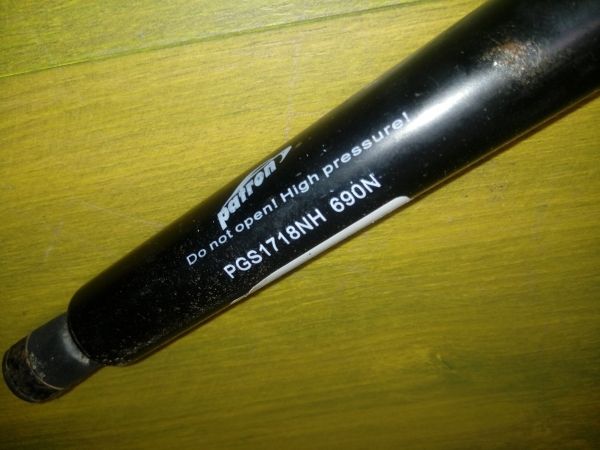 patron
Do not open! High pressure!
PGS1718NH 690N